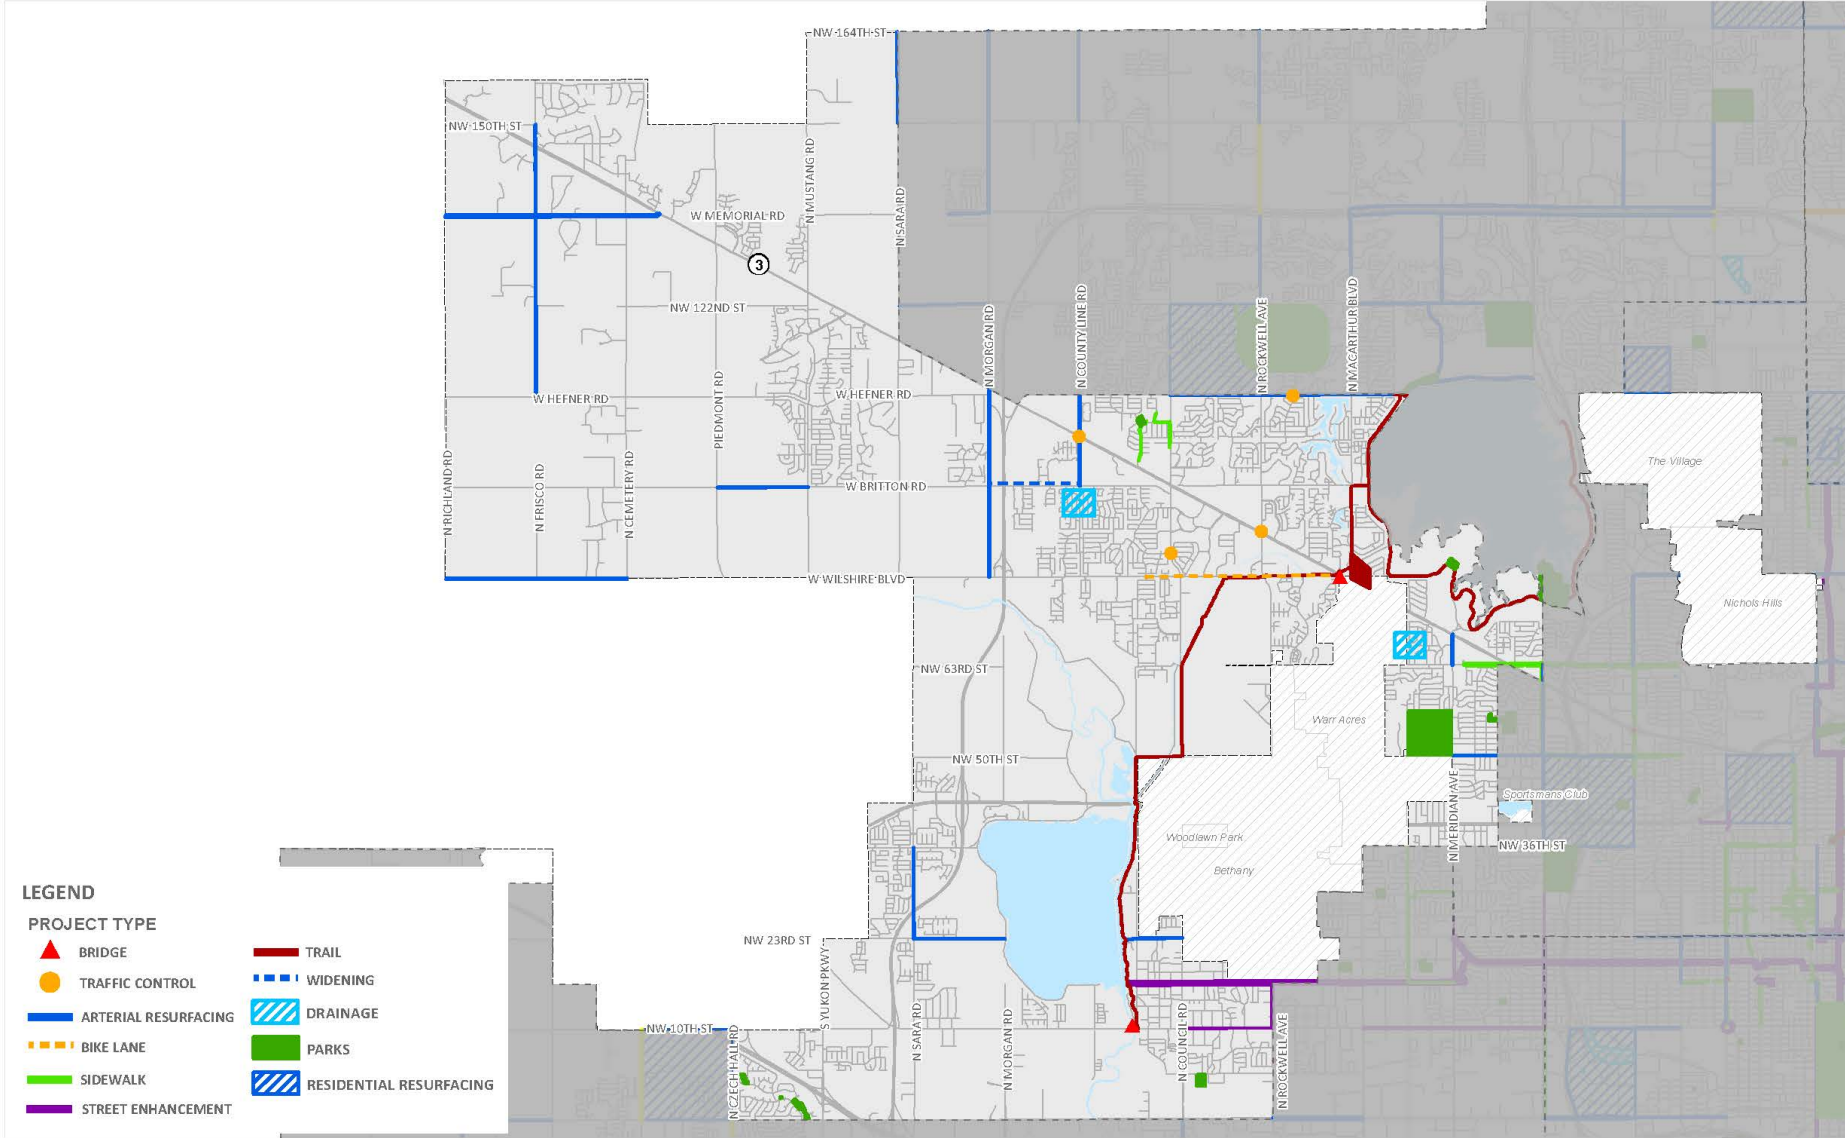 NW 164TH ST
NW 150TH ST
N MUSTANG RD
N SARA RD
W MEMORIAL RD
3
NW 122ND ST
N MORGAN RD
N COUNTY LINE RD
N ROCKWELL AVE
N MACARTHUR BLVD
PIEDMONT RD
W HEFNER RD
W HEFNER RD
The Village
N RICHLAND RD
N FRISCO RD
N CEMETERY RD
W BRITTON RD
W WILSHIRE BLVD
Nichols Hills
NW 63RD ST
Warr Acres
NW 50TH ST
Sportsmans Club
N MERIDIAN AVE
Woodlawn Park
NW 36TH ST
Bethany
NW 23RD ST
S YUKON PKWY
NW 10TH ST
N CZECH HALL RD
N SARA RD
N MORGAN RD
N COUNCIL RD
N ROCKWELL AVE
LEGEND
PROJECT TYPE
BRIDGE
TRAFFIC CONTROL
ARTERIAL RESURFACING
BIKE LANE
SIDEWALK
STREET ENHANCEMENT
TRAIL
WIDENING
DRAINAGE
PARKS
RESIDENTIAL RESURFACING